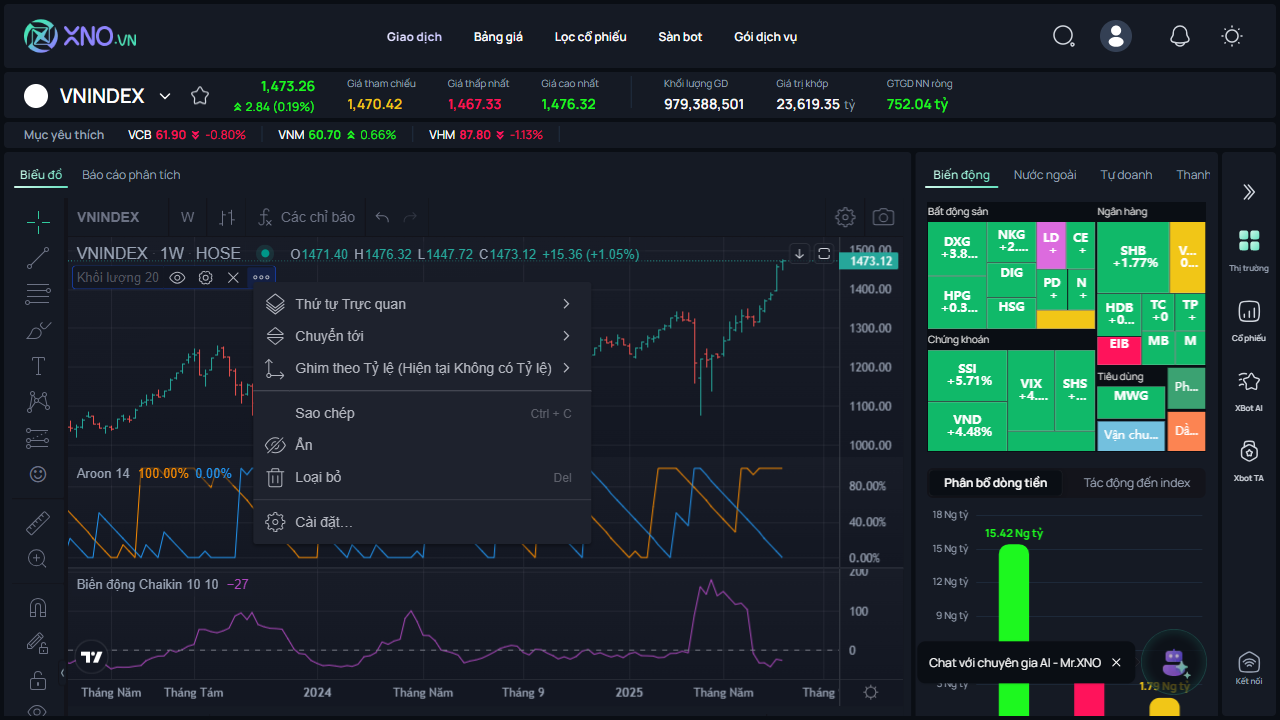 XNO.VN
Giao dịch
Bảng giá
Lọc cổ phiếu
Sàn bot
Gói dịch vụ
VNINDEX
1,473.26
2.84 (0.19%)
Giá tham chiếu
1,470.42
Giá thấp nhất
1,467.33
Giá cao nhất
1,476.32
Khối lượng GD
979,388,501
Giá trị khớp
23,619.35 tỷ
GTGD NN ròng
752.04 tỷ
Mục yêu thích
VCB 61.90 -0.80%
VNM 60.70 0.66%
VHM 87.80 -1.13%
Biểu đồ
Báo cáo phân tích
VNINDEX
W
Các chỉ báo
VNINDEX · 1W · HOSE
O1471.40 H1476.32 L1447.72 C1473.12 +15.36 (+1.05%)
Khối lượng 20
Thứ tự Trực quan
Chuyển tới
Ghim theo Tỷ lệ (Hiện tại Không có Tỷ lệ)
Sao chép
Ctrl + C
Ẩn
Loại bỏ
Del
Cài đặt...
1500.00
1473.12
1400.00
1300.00
1200.00
1100.00
1000.00
Aroon 14 100.00% 0.00%
80.00%
40.00%
0.00%
Biên động Chaikin 10 10 −27
200
100
0
Tháng Năm
Tháng Tám
2024
Tháng Năm
Tháng 9
2025
Tháng Năm
Tháng
Biến động
Nước ngoài
Tự doanh
Thanh
Bất động sản
DXG
+3.8...
NKG
+2....
LD
+
CE
+
HPG
+0.3...
DIG
HSG
PD
+
N
+
Ngân hàng
SHB
+1.77%
V...
0...
HDB
+0...
TC
+0
TP
+
EIB
MB
M
Chứng khoán
SSI
+5.71%
VND
+4.48%
VIX
+4....
SHS
+...
Tiêu dùng
MWG
Ph...
Vận chu...
Dầ...
Phân bổ dòng tiền
Tác động đến index
18 Ng tỷ
15 Ng tỷ
12 Ng tỷ
9 Ng tỷ
15.42 Ng tỷ
1.79 Ng tỷ
Chat với chuyên gia AI - Mr.XNO
Thị trường
Cổ phiếu
XBot AI
Xbot TA
Kết nối